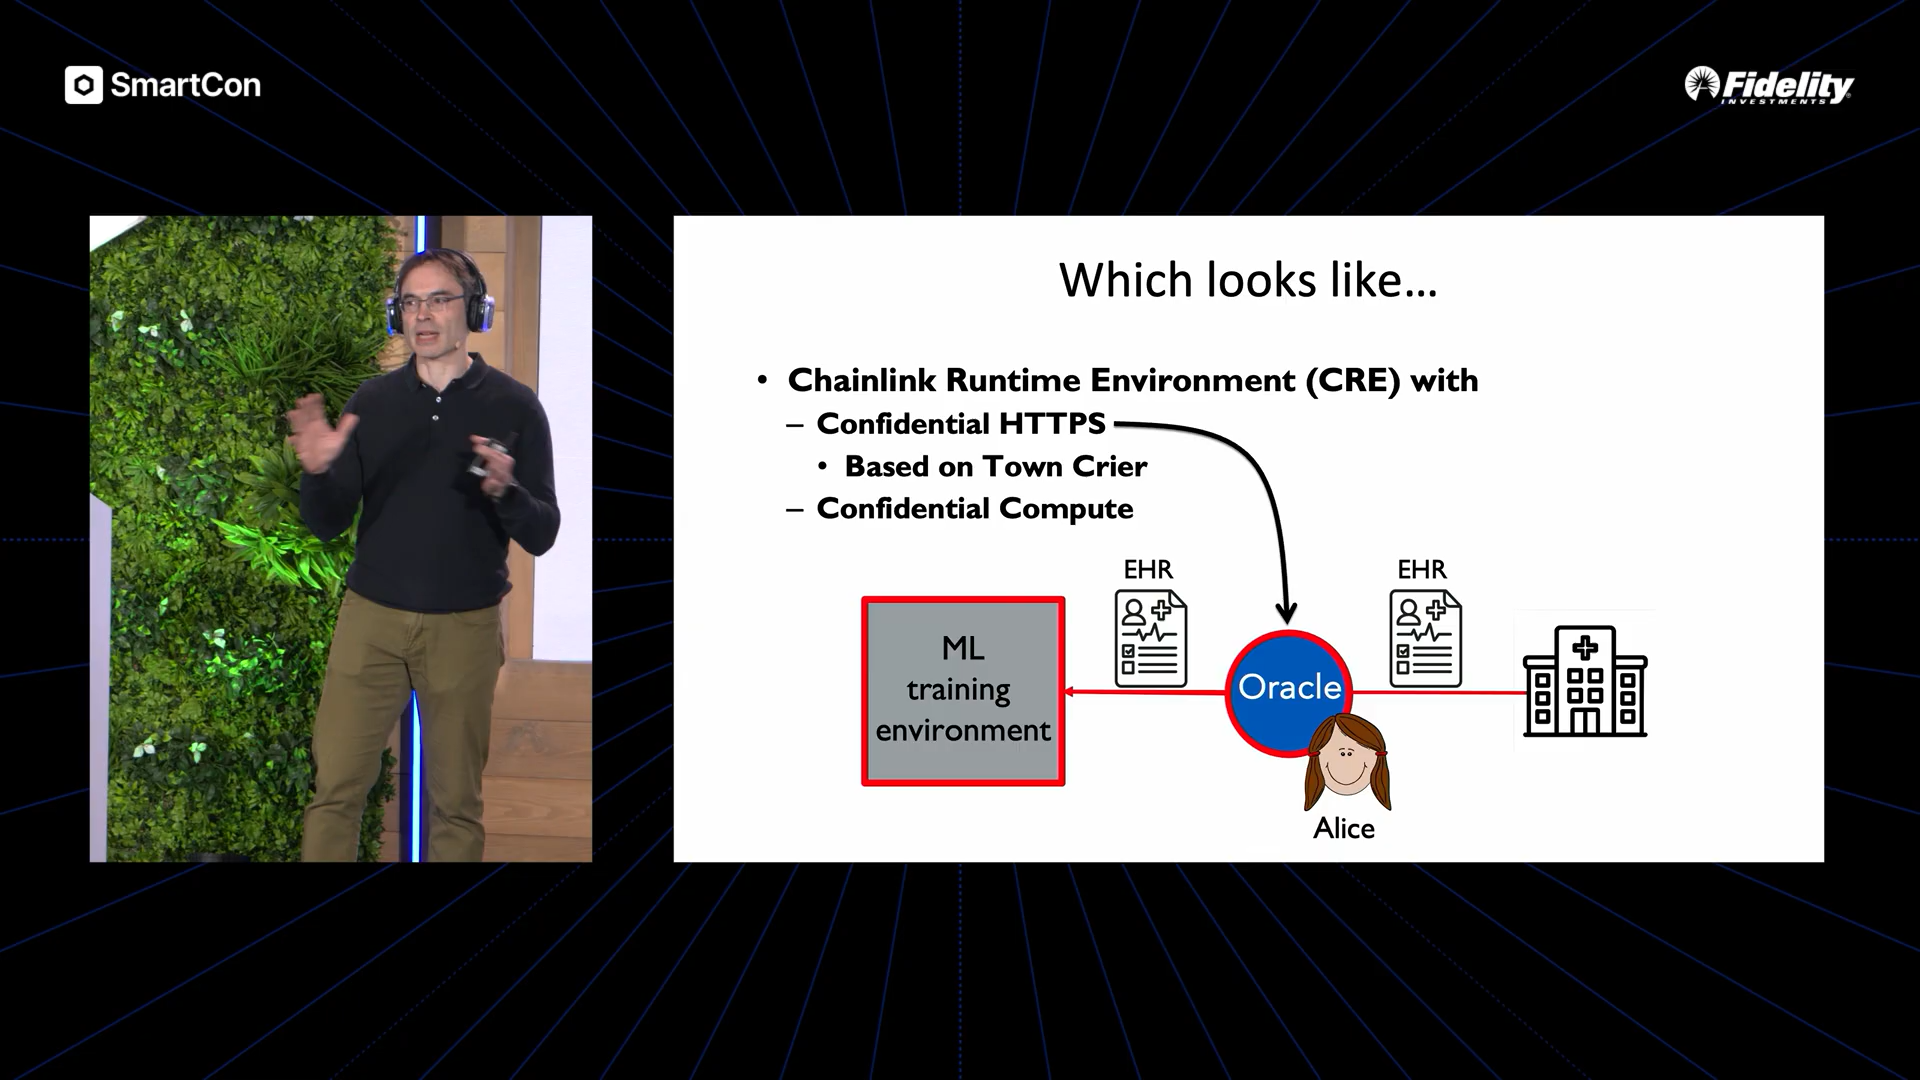 SmartCon
Fidelity
INVESTMENTS
Which looks like...
• Chainlink Runtime Environment (CRE) with
– Confidential HTTPS
• Based on Town Crier
– Confidential Compute
EHR
EHR
ML
training
environment
Oracle
Alice